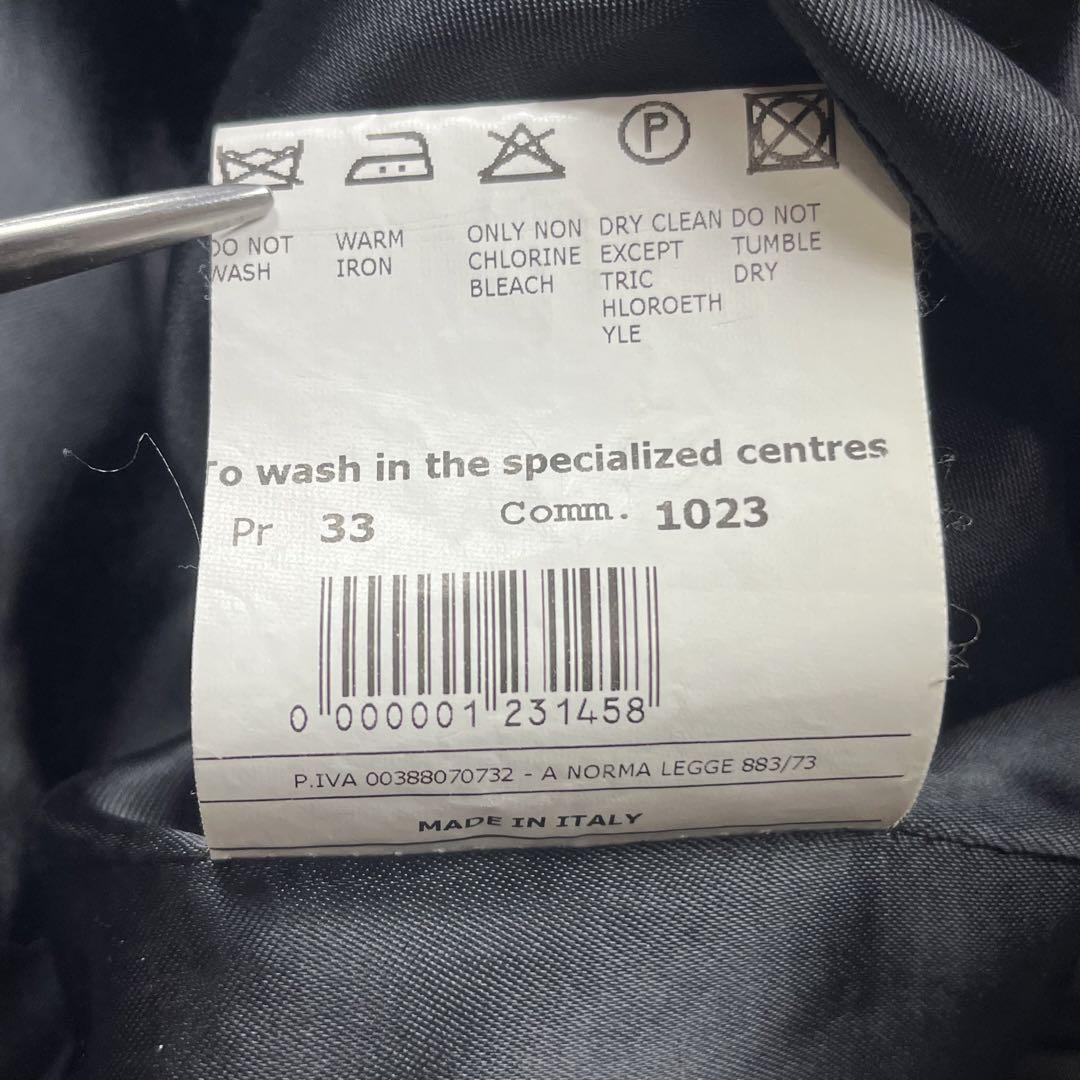 P
DO NOT WASH
WARM IRON
ONLY NON CHLORINE BLEACH
DRY CLEAN EXCEPT TRIC HLOROETH YLE
DO NOT TUMBLE DRY
To wash in the specialized centres
Pr 33 Comm. 1023
0 000001 231458
P.IVA 00388070732 - A NORMA LEGGE 883/73
MADE IN ITALY